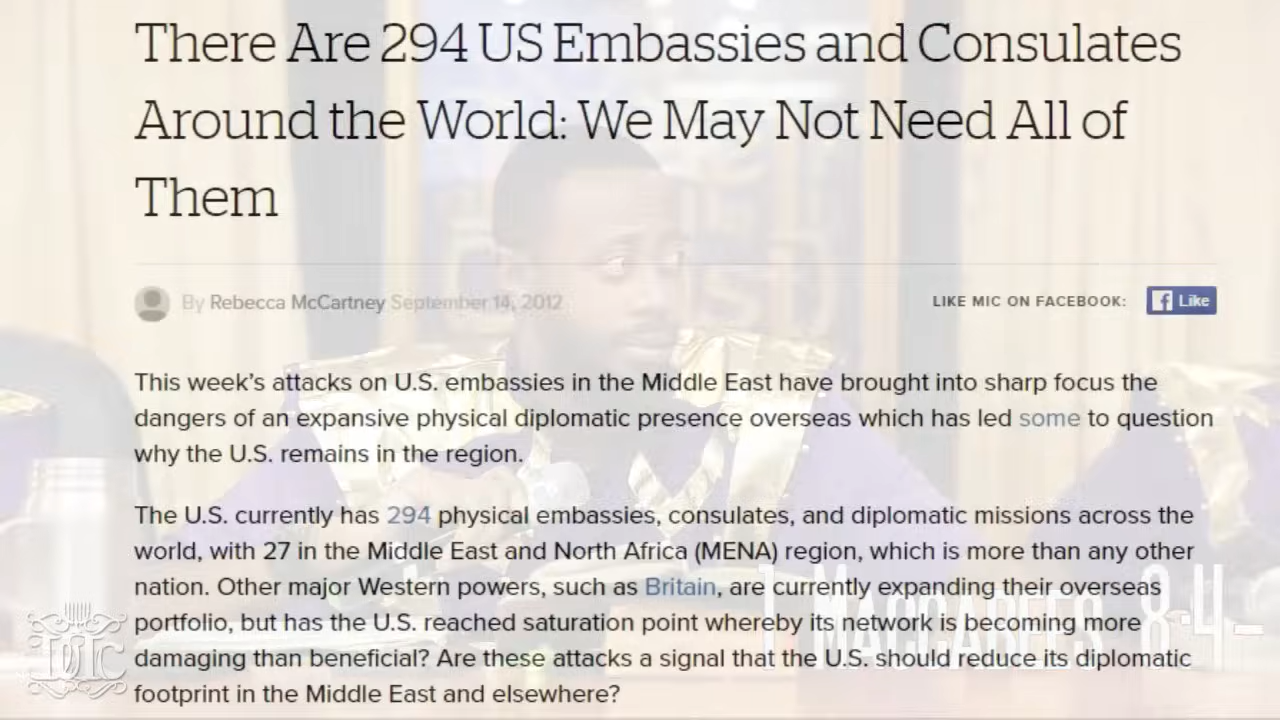 There Are 294 US Embassies and Consulates
Around the World: We May Not Need All of
Them
By Rebecca McCartney September 14, 2012
LIKE MIC ON FACEBOOK:
Like
This week's attacks on U.S. embassies in the Middle East have brought into sharp focus the
dangers of an expansive physical diplomatic presence overseas which has led some to question
why the U.S. remains in the region.
The U.S. currently has 294 physical embassies, consulates, and diplomatic missions across the
world, with 27 in the Middle East and North Africa (MENA) region, which is more than any other
nation. Other major Western powers, such as Britain, are currently expanding their overseas
portfolio, but has the U.S. reached saturation point whereby its network is becoming more
damaging than beneficial? Are these attacks a signal that the U.S. should reduce its diplomatic
footprint in the Middle East and elsewhere?
1 MACCABEES 8:4-
IUIC